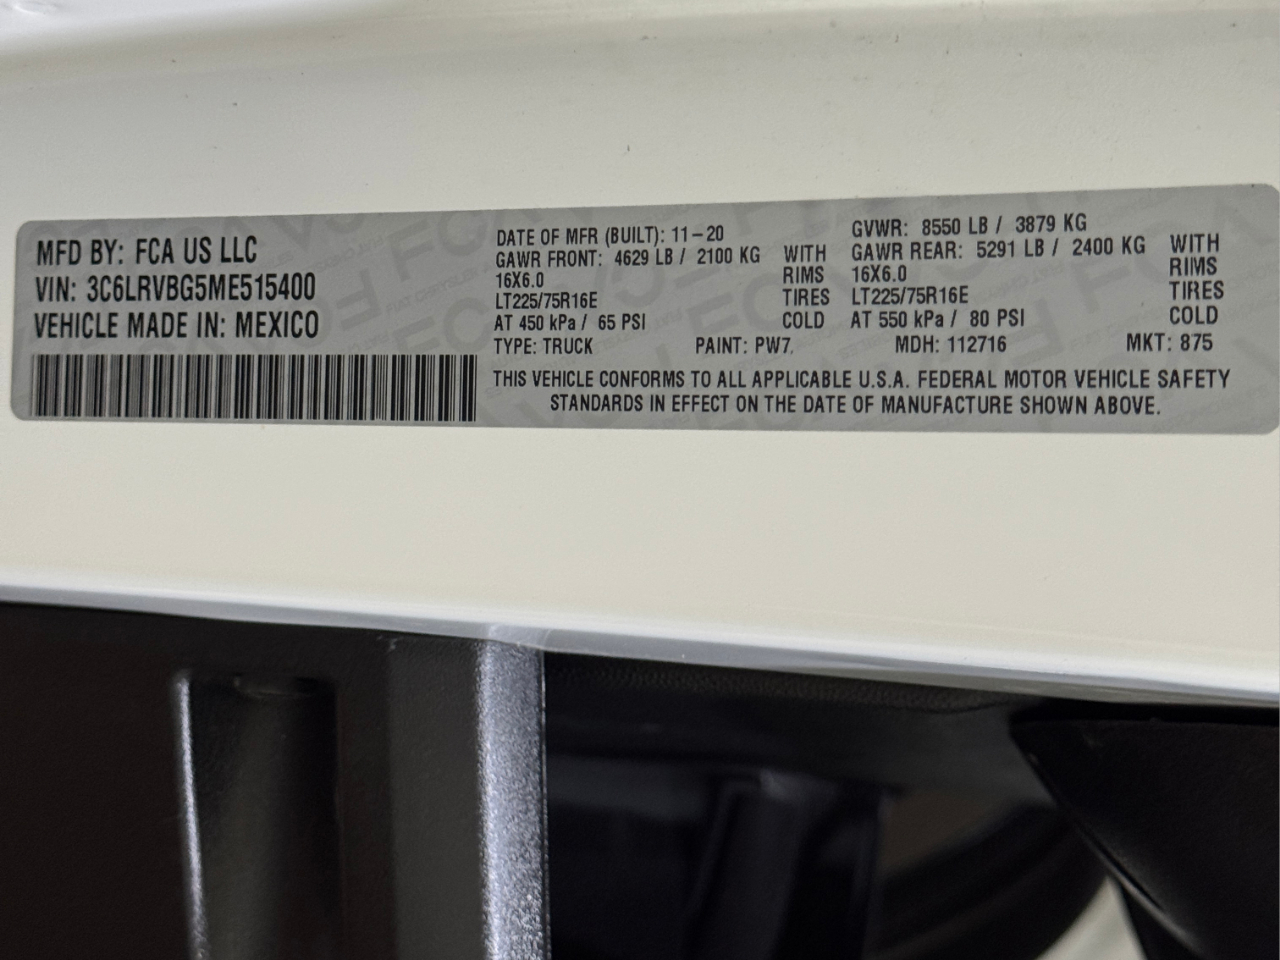 MFD BY: FCA US LLC
VIN: 3C6LRVBG5ME515400
VEHICLE MADE IN: MEXICO
DATE OF MFR (BUILT): 11-20
GAWR FRONT: 4629 LB / 2100 KG WITH
16X6.0 RIMS
LT225/75R16E TIRES
AT 450 kPa / 65 PSI COLD
GVWR: 8550 LB / 3879 KG
GAWR REAR: 5291 LB / 2400 KG WITH
16X6.0 RIMS
LT225/75R16E TIRES
AT 550 kPa / 80 PSI COLD
TYPE: TRUCK PAINT: PW7 MDH: 112716 MKT: 875
THIS VEHICLE CONFORMS TO ALL APPLICABLE U.S.A. FEDERAL MOTOR VEHICLE SAFETY
STANDARDS IN EFFECT ON THE DATE OF MANUFACTURE SHOWN ABOVE.